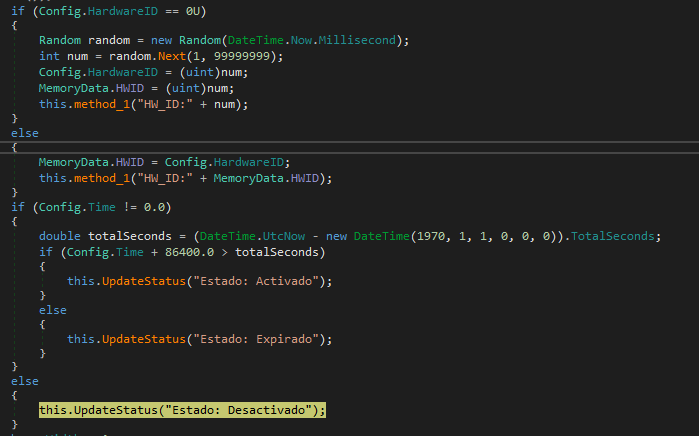 if (Config.HardwareID == 0U)
{
Random random = new Random(DateTime.Now.Millisecond);
int num = random.Next(1, 99999999);
Config.HardwareID = (uint)num;
MemoryData.HWID = (uint)num;
this.method_1("HW_ID:" + num);
}
else
{
MemoryData.HWID = Config.HardwareID;
this.method_1("HW_ID:" + MemoryData.HWID);
}
if (Config.Time != 0.0)
{
double totalSeconds = (DateTime.UtcNow - new DateTime(1970, 1, 1, 0, 0, 0)).TotalSeconds;
if (Config.Time + 86400.0 > totalSeconds)
{
this.UpdateStatus("Estado: Activado");
}
else
{
this.UpdateStatus("Estado: Expirado");
}
}
else
{
this.UpdateStatus("Estado: Desactivado");
}